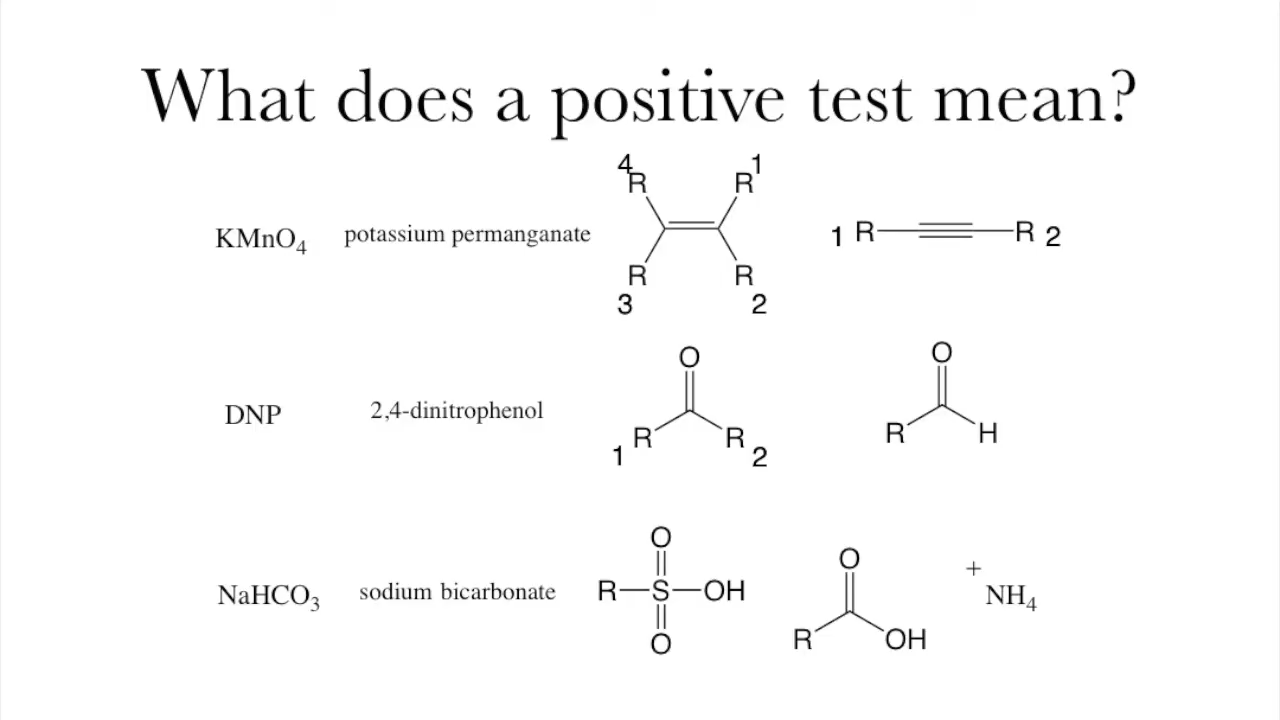 What does a positive test mean?
KMnO4 potassium permanganate 4 R R 1 R 3 R 2 1 R R 2
DNP 2,4-dinitrophenol O R 1 R 2 O R H
NaHCO3 sodium bicarbonate O R S OH O O R OH + NH4